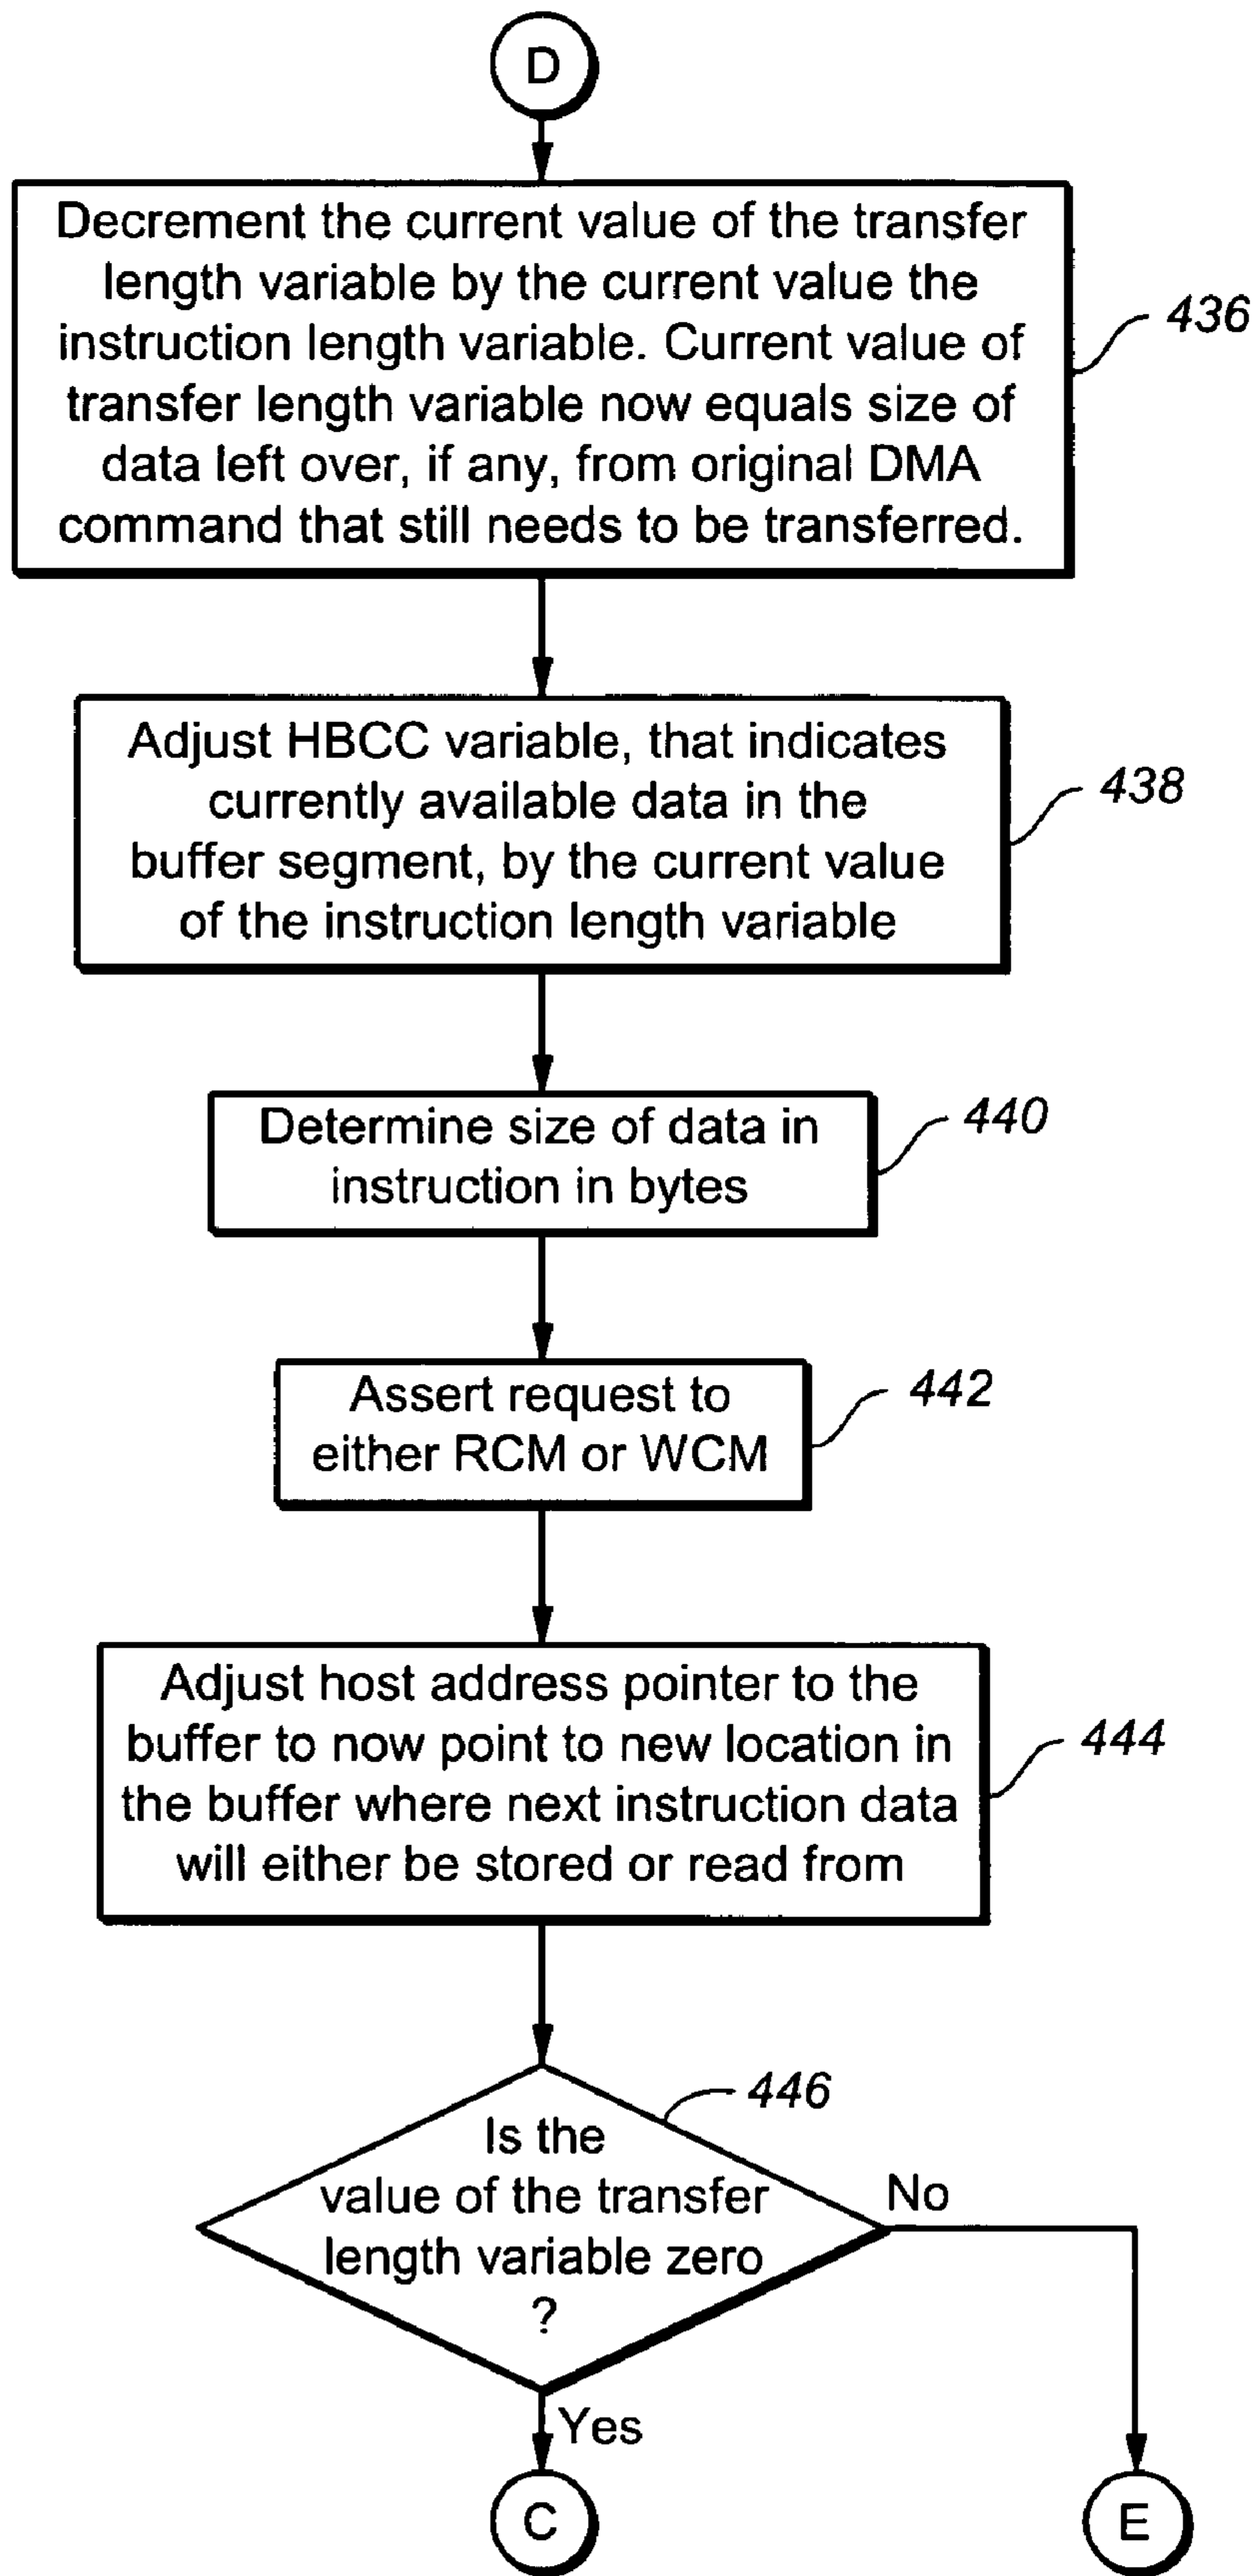 D
Decrement the current value of the transfer
length variable by the current value the
instruction length variable. Current value of
transfer length variable now equals size of
data left over, if any, from original DMA
command that still needs to be transferred.
436
Adjust HBCC variable, that indicates
currently available data in the
buffer segment, by the current value
of the instruction length variable
438
Determine size of data in
instruction in bytes
440
Assert request to
either RCM or WCM
442
Adjust host address pointer to the
buffer to now point to new location in
the buffer where next instruction data
will either be stored or read from
444
446
Is the
value of the transfer
length variable zero
?
No
Yes
C
E